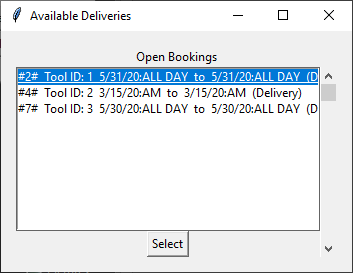 Available Deliveries
Open Bookings
#2# Tool ID: 1 5/31/20:ALL DAY to 5/31/20:ALL DAY (D
#4# Tool ID: 2 3/15/20:AM to 3/15/20:AM (Delivery)
#7# Tool ID: 3 5/30/20:ALL DAY to 5/30/20:ALL DAY (D
Select